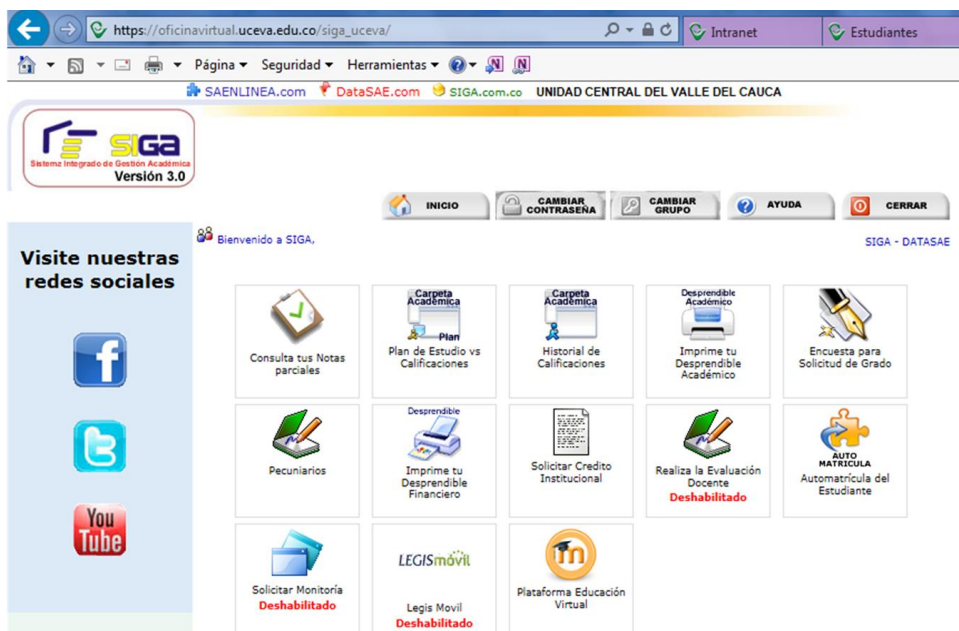 https://oficinavirtual.uceva.edu.co/siga_uceva/
Intranet
Estudiantes
Página
Seguridad
Herramientas
SAENLINEA.com
DataSAE.com
SIGA.com.co
UNIDAD CENTRAL DEL VALLE DEL CAUCA
SIGa
Sistema Integrado de Gestión Académica
Versión 3.0
INICIO
CAMBIAR
CONTRASEÑA
CAMBIAR
GRUPO
AYUDA
CERRAR
Bienvenido a SIGA,
SIGA - DATASAE
Visite nuestras
redes sociales
f
t
You
Tube
Consulta tus Notas
parciales
Carpeta
Académica
Plan
Plan de Estudio vs
Calificaciones
Carpeta
Académica
Historial de
Calificaciones
Desprendible
Académico
Imprime tu
Desprendible
Académico
Encuesta para
Solicitud de Grado
Pecuniarios
Desprendible
Imprime tu
Desprendible
Financiero
Solicitar Credito
Institucional
Realiza la Evaluación
Docente
Deshabilitado
AUTO
MATRICULA
Automatrícula del
Estudiante
Solicitar Monitoría
Deshabilitado
LEGISmóvil
Legis Movil
Deshabilitado
m
Plataforma Educación
Virtual